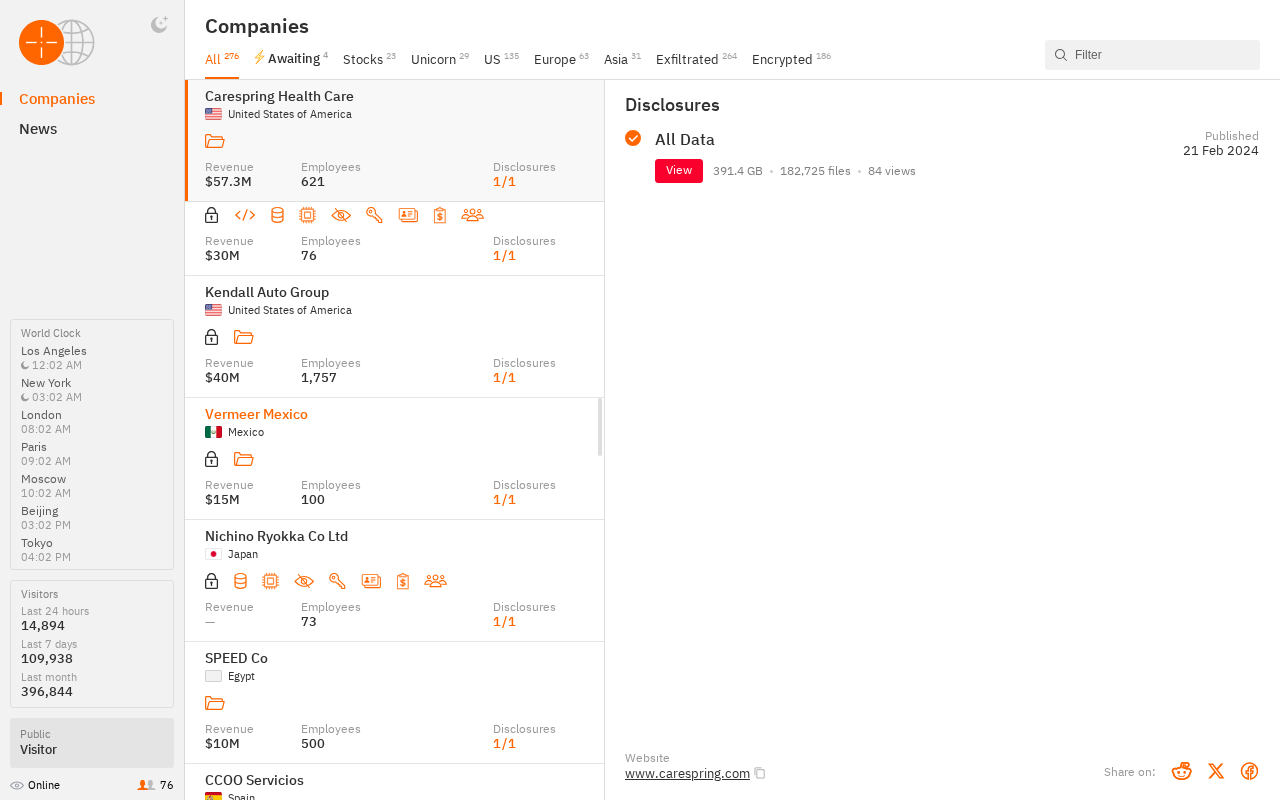 Companies
News
World Clock
Los Angeles
12:02 AM
New York
03:02 AM
London
08:02 AM
Paris
09:02 AM
Moscow
10:02 AM
Beijing
03:02 PM
Tokyo
04:02 PM
Visitors
Last 24 hours
14,894
Last 7 days
109,938
Last month
396,844
Public
Visitor
Online 76
Companies
All 276 Awaiting 4 Stocks 23 Unicorn 29 US 135 Europe 63 Asia 31 Exfiltrated 264 Encrypted 186
Filter
Carespring Health Care
United States of America
Revenue Employees Disclosures
$57.3M 621 1/1
Revenue Employees Disclosures
$30M 76 1/1
Kendall Auto Group
United States of America
Revenue Employees Disclosures
$40M 1,757 1/1
Vermeer Mexico
Mexico
Revenue Employees Disclosures
$15M 100 1/1
Nichino Ryokka Co Ltd
Japan
Revenue Employees Disclosures
— 73 1/1
SPEED Co
Egypt
Revenue Employees Disclosures
$10M 500 1/1
CCOO Servicios
Spain
Disclosures
All Data
Published
21 Feb 2024
View 391.4 GB • 182,725 files • 84 views
Website
www.carespring.com
Share on: